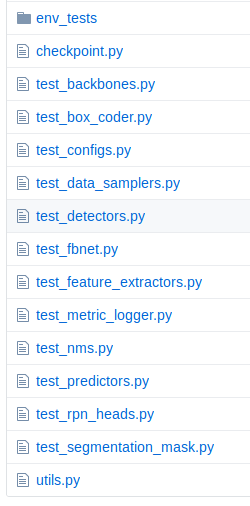 env_tests
checkpoint.py
test_backbones.py
test_box_coder.py
test_configs.py
test_data_samplers.py
test_detectors.py
test_fbnet.py
test_feature_extractors.py
test_metric_logger.py
test_nms.py
test_predictors.py
test_rpn_heads.py
test_segmentation_mask.py
utils.py